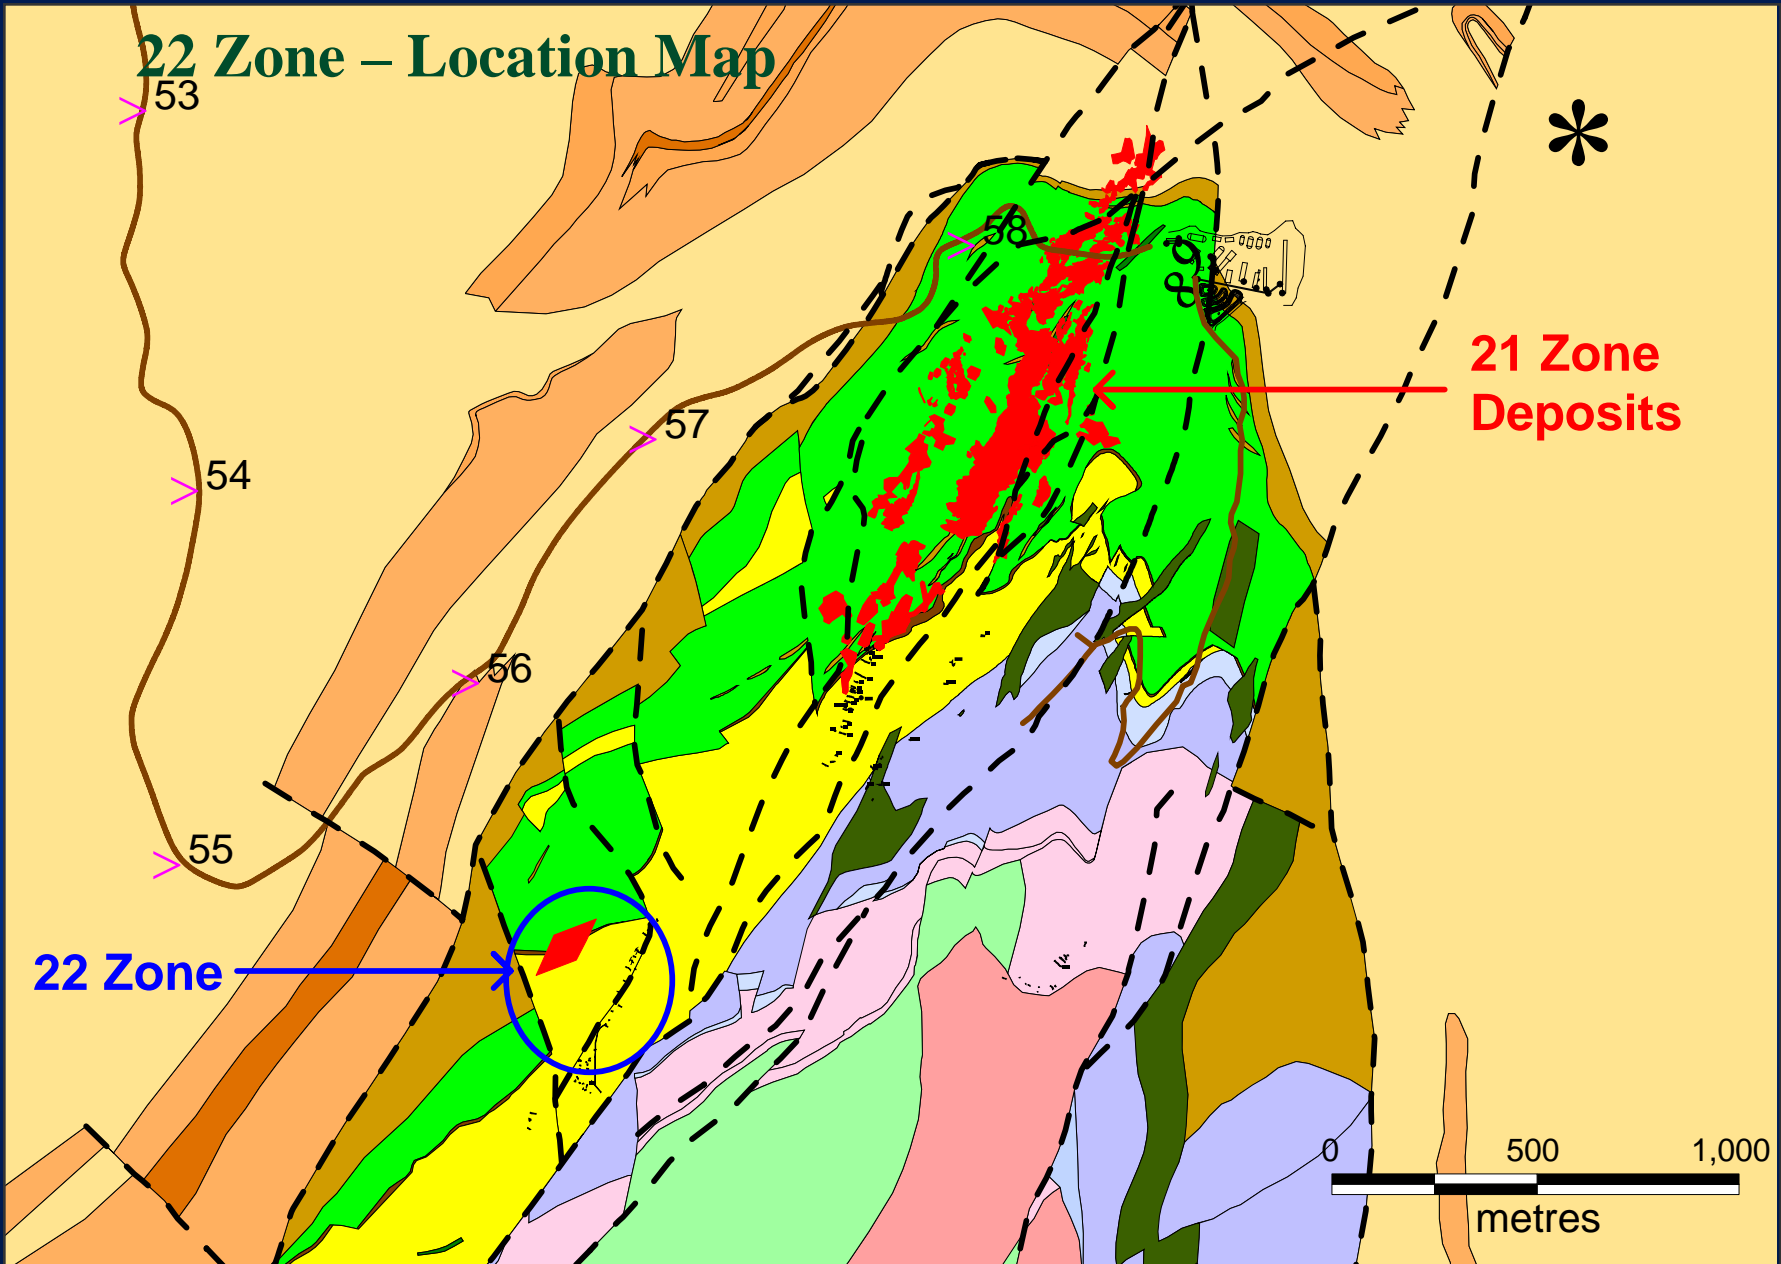 22 Zone – Location Map
53
58
59
21 Zone
Deposits
57
54
56
55
22 Zone
0 500 1,000
metres